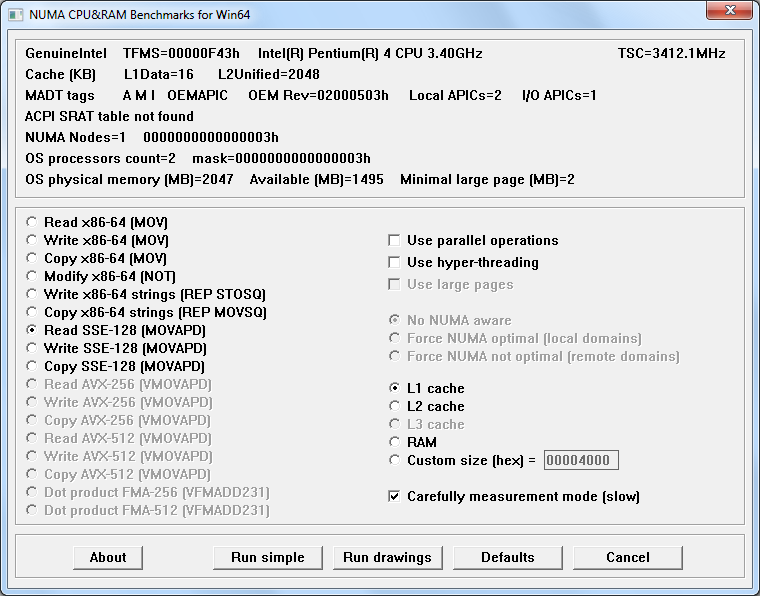 NUMA CPU&RAM Benchmarks for Win64
GenuineIntel TFMS=00000F43h Intel(R) Pentium(R) 4 CPU 3.40GHz TSC=3412.1MHz
Cache (KB) L1Data=16 L2Unified=2048
MADT tags A M I OEMAPIC OEM Rev=02000503h Local APICs=2 I/O APICs=1
ACPI SRAT table not found
NUMA Nodes=1 0000000000000003h
OS processors count=2 mask=0000000000000003h
OS physical memory (MB)=2047 Available (MB)=1495 Minimal large page (MB)=2
Read x86-64 (MOV)
Write x86-64 (MOV)
Copy x86-64 (MOV)
Modify x86-64 (NOT)
Write x86-64 strings (REP STOSQ)
Copy x86-64 strings (REP MOVSQ)
Read SSE-128 (MOVAPD)
Write SSE-128 (MOVAPD)
Copy SSE-128 (MOVAPD)
Read AVX-256 (VMOVAPD)
Write AVX-256 (VMOVAPD)
Copy AVX-256 (VMOVAPD)
Read AVX-512 (VMOVAPD)
Write AVX-512 (VMOVAPD)
Copy AVX-512 (VMOVAPD)
Dot product FMA-256 (VFMADD231)
Dot product FMA-512 (VFMADD231)
Use parallel operations
Use hyper-threading
Use large pages
No NUMA aware
Force NUMA optimal (local domains)
Force NUMA not optimal (remote domains)
L1 cache
L2 cache
L3 cache
RAM
Custom size (hex) = 00004000
Carefully measurement mode (slow)
About Run simple Run drawings Defaults Cancel